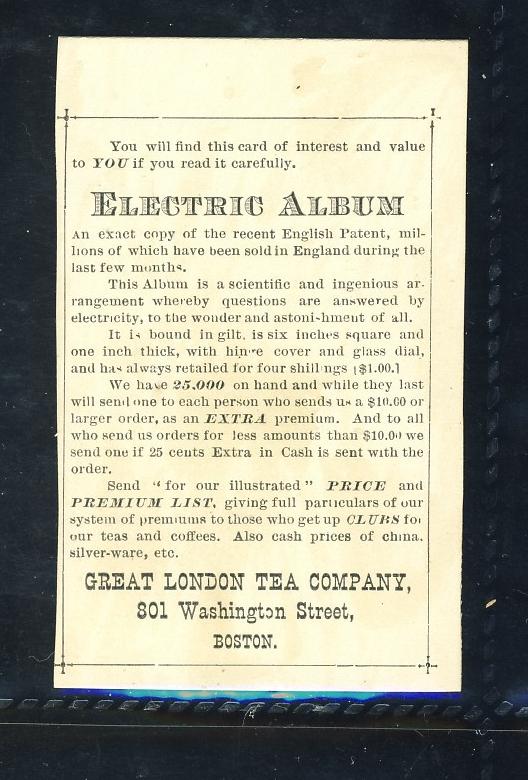 You will find this card of interest and value
to YOU if you read it carefully.
ELECTRIC ALBUM
An exact copy of the recent English Patent, mil-
lions of which have been sold in England during the
last few months.
This Album is a scientific and ingenious ar-
rangement whereby questions are answered by
electricity, to the wonder and astonishment of all.
It is bound in gilt, is six inches square and
one inch thick, with hinge cover and glass dial,
and has always retailed for four shillings [$1.00.]
We have 25.000 on hand and while they last
will send one to each person who sends us a $10.00 or
larger order, as an EXTRA premium. And to all
who send us orders for less amounts than $10.00 we
send one if 25 cents Extra in Cash is sent with the
order.
Send "for our illustrated" PRICE and
PREMIUM LIST, giving full particulars of our
system of premiums to those who get up CLUBS for
our teas and coffees. Also cash prices of china,
silver-ware, etc.
GREAT LONDON TEA COMPANY,
801 Washington Street,
BOSTON.